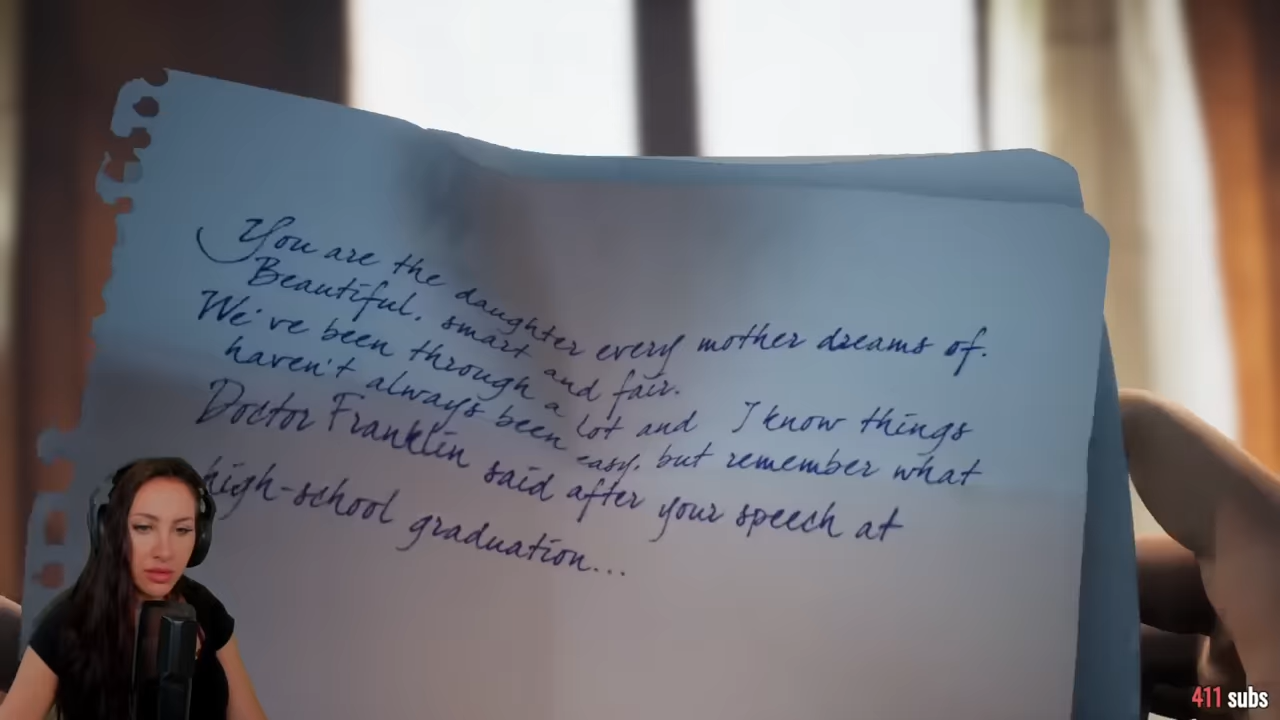 You are the daughter every mother dreams of.
Beautiful, smart and fair.
We've been through a lot and I know things
haven't always been easy, but remember what
Doctor Franklin said after your speech at
high-school graduation...
411 subs